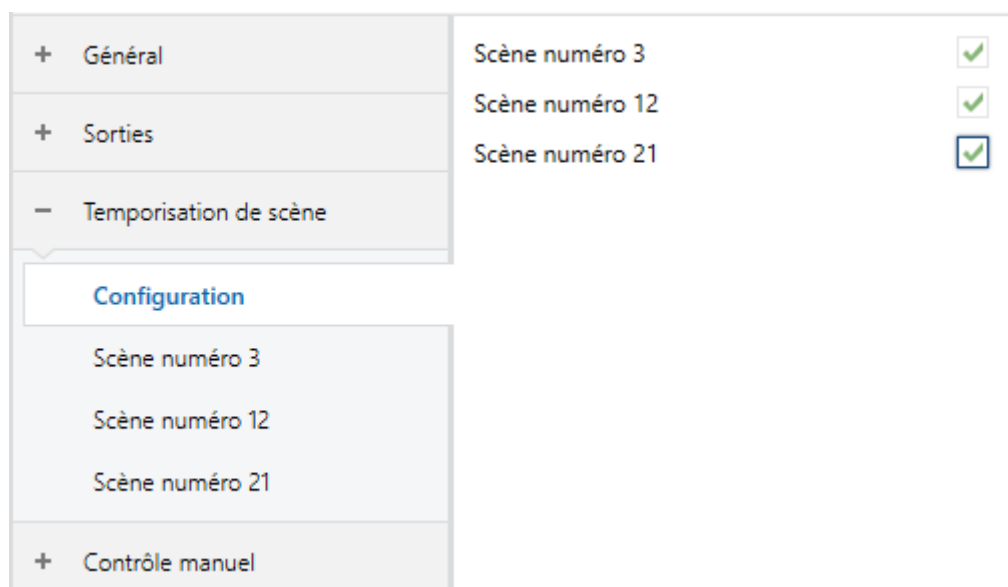 Général
Sorties
Temporisation de scène
Configuration
Scène numéro 3
Scène numéro 12
Scène numéro 21
Contrôle manuel
Scène numéro 3
Scène numéro 12
Scène numéro 21